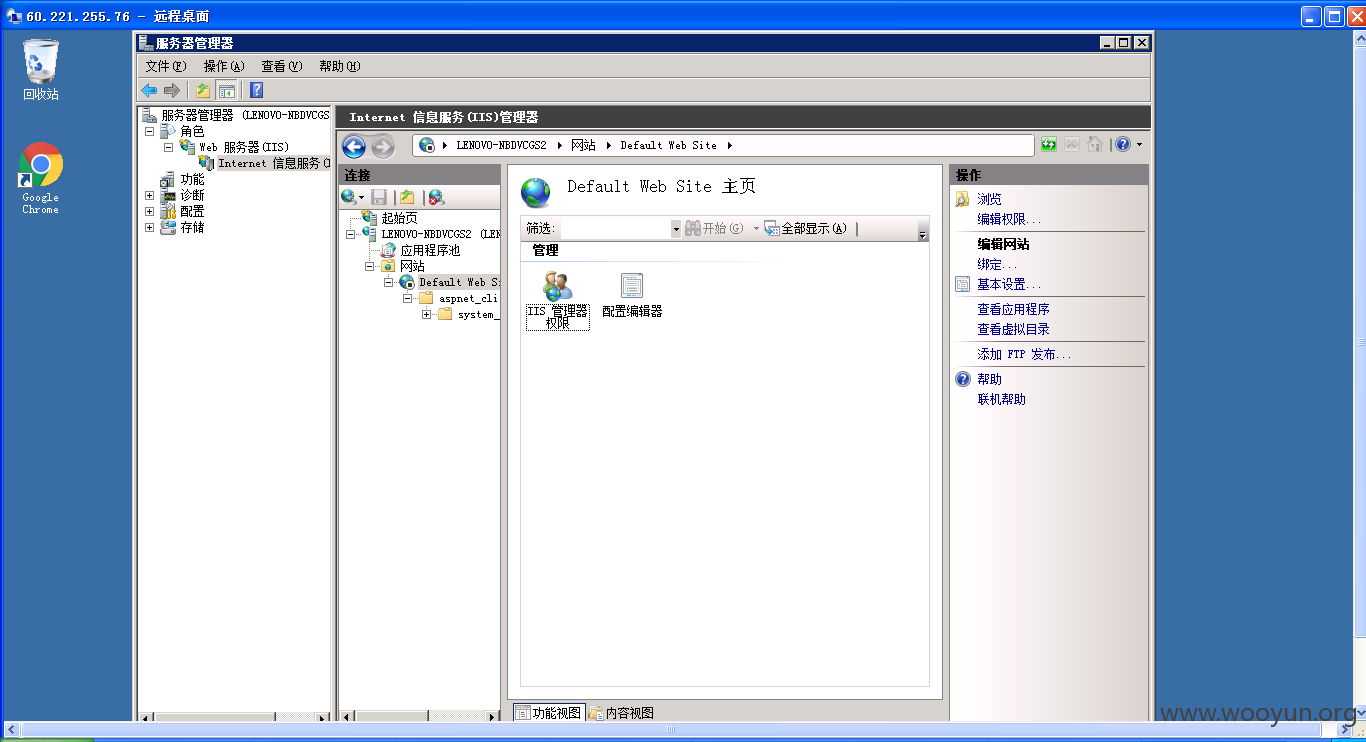 60.221.255.76 - 远程桌面
回收站
Google
Chrome
服务器管理器
文件(F) 操作(A) 查看(V) 帮助(H)
服务器管理器 (LENOVO-NBDVCGS
角色
Web 服务器(IIS)
Internet 信息服务(I
功能
诊断
配置
存储
Internet 信息服务(IIS)管理器
LENOVO-NBDVCGS2 网站 Default Web Site
连接
起始页
LENOVO-NBDVCGS2 (LEN
应用程序池
网站
Default Web S
aspnet_cli
system_
Default Web Site 主页
筛选: 开始(G) 全部显示(A)
管理
IIS 管理器
权限
配置编辑器
功能视图 内容视图
操作
浏览
编辑权限...
编辑网站
绑定...
基本设置...
查看应用程序
查看虚拟目录
添加 FTP 发布...
帮助
联机帮助
www.wooyun.org